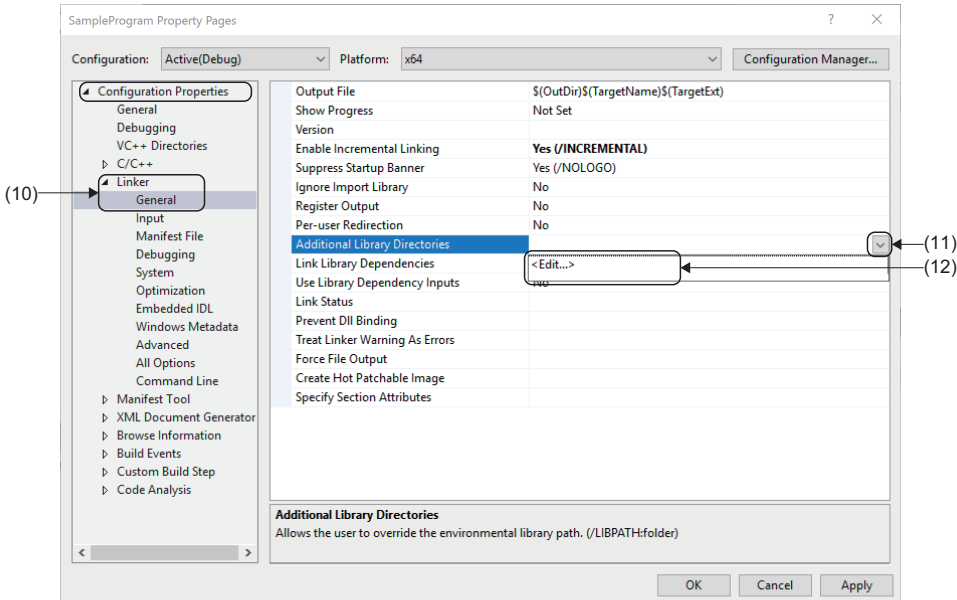 SampleProgram Property Pages ? ×
Configuration: Active(Debug) Platform: x64 Configuration Manager...
Configuration Properties
General
Debugging
VC++ Directories
C/C++
Linker
General
Input
Manifest File
Debugging
System
Optimization
Embedded IDL
Windows Metadata
Advanced
All Options
Command Line
Manifest Tool
XML Document Generator
Browse Information
Build Events
Custom Build Step
Code Analysis
(10)
Output File $(OutDir)$(TargetName)$(TargetExt)
Show Progress Not Set
Version
Enable Incremental Linking Yes (/INCREMENTAL)
Suppress Startup Banner Yes (/NOLOGO)
Ignore Import Library No
Register Output No
Per-user Redirection No
Additional Library Directories (11)
Link Library Dependencies <Edit...> (12)
Use Library Dependency Inputs No
Link Status
Prevent Dll Binding
Treat Linker Warning As Errors
Force File Output
Create Hot Patchable Image
Specify Section Attributes
Additional Library Directories
Allows the user to override the environmental library path. (/LIBPATH:folder)
OK Cancel Apply